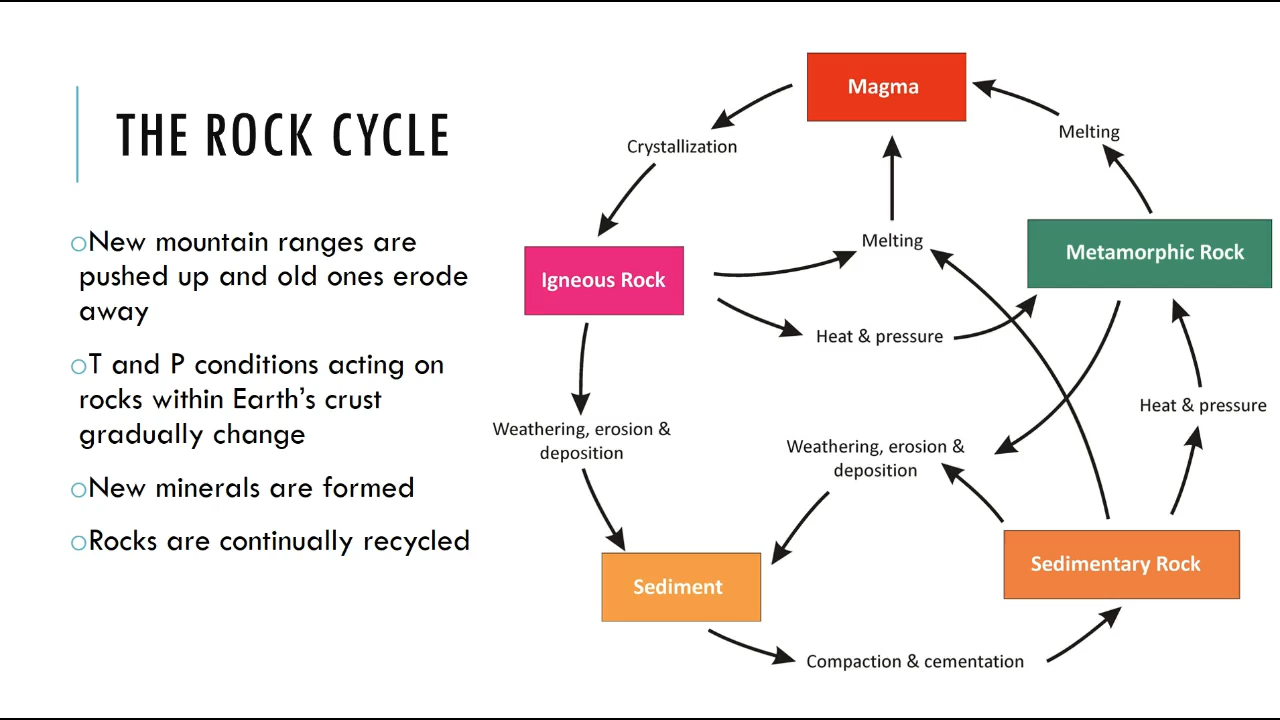 THE ROCK CYCLE
○New mountain ranges are
pushed up and old ones erode
away
○T and P conditions acting on
rocks within Earth's crust
gradually change
○New minerals are formed
○Rocks are continually recycled
Magma
Melting
Crystallization
Metamorphic Rock
Melting
Igneous Rock
Heat & pressure
Heat & pressure
Weathering, erosion &
deposition
Weathering, erosion &
deposition
Sedimentary Rock
Sediment
Compaction & cementation